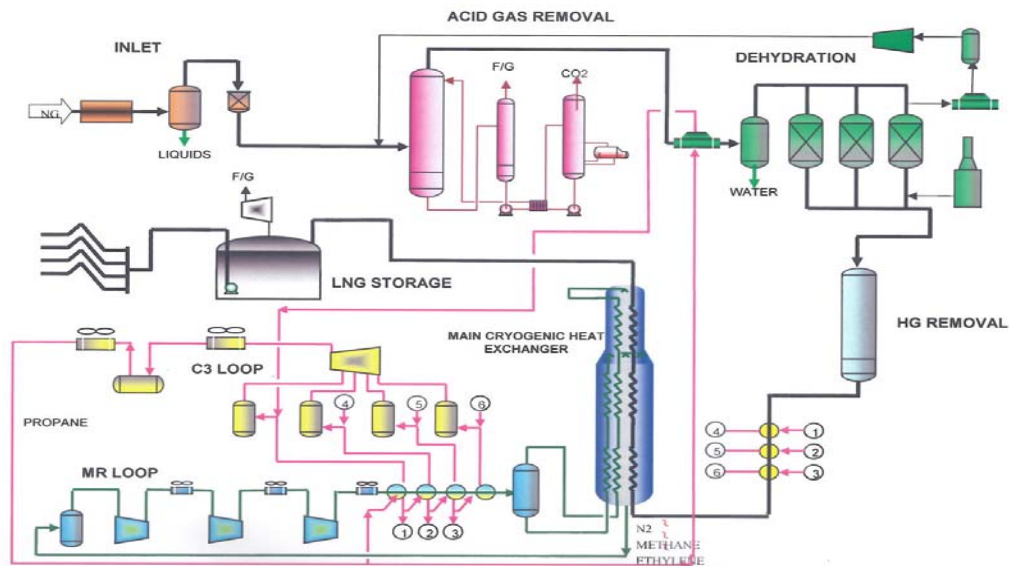 ACID GAS REMOVAL
INLET
DEHYDRATION
F/G
CO2
NG
LIQUIDS
WATER
F/G
LNG STORAGE
HG REMOVAL
MAIN CRYOGENIC HEAT
EXCHANGER
C3 LOOP
PROPANE
4
5
6
4
1
5
2
6
3
MR LOOP
1
2
3
N2
METHANE
ETHYLENE